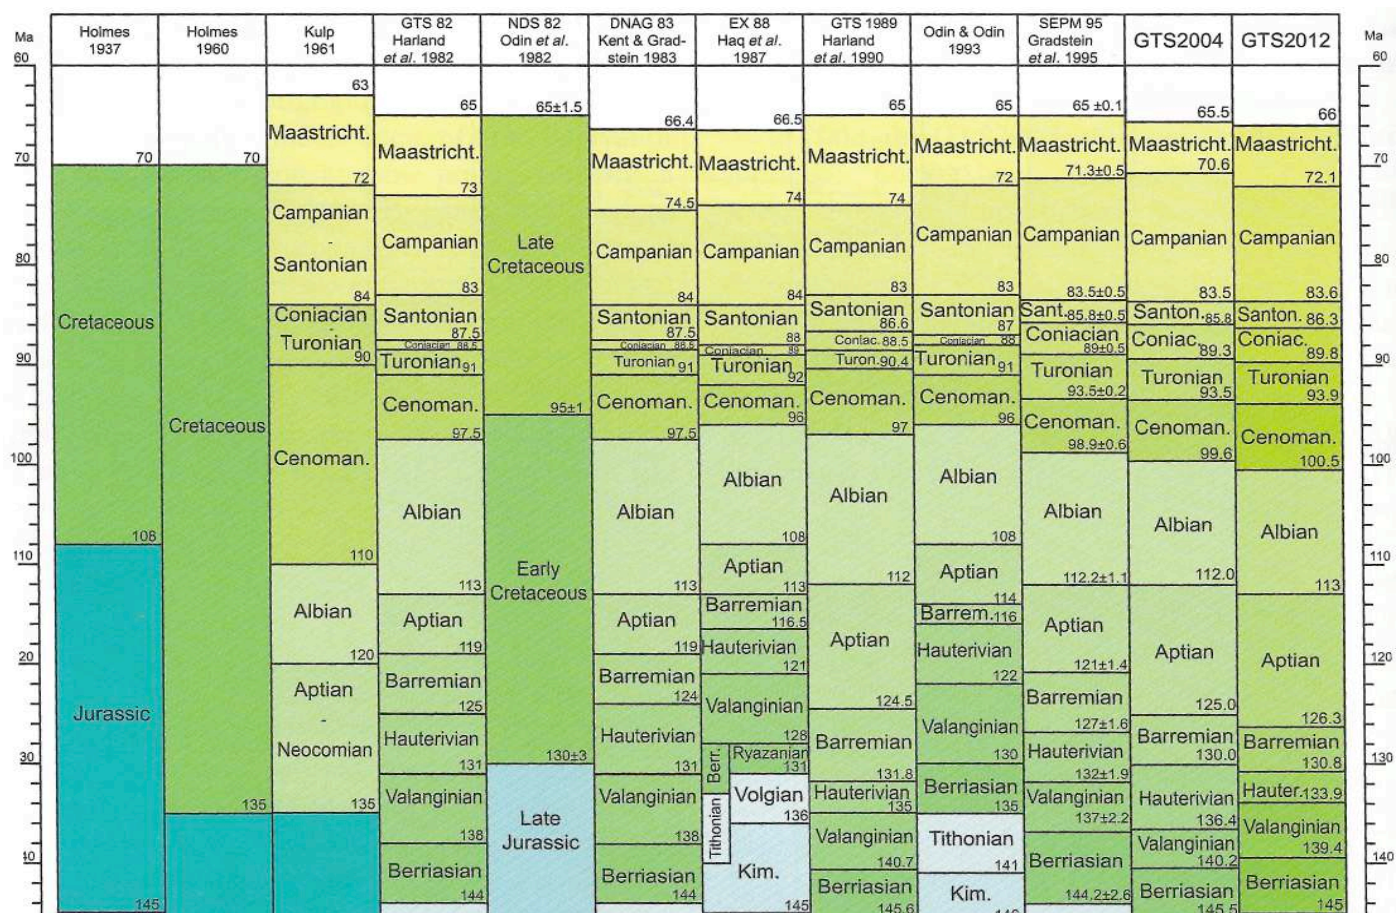 Ma
60
70
80
90
100
110
20
30
40
Holmes
1937
70
Cretaceous
108
Jurassic
145
Holmes
1960
70
Cretaceous
135
Kulp
1961
63
Maastricht.
72
Campanian
-
Santonian
84
Coniacian
-
Turonian
90
Cenoman.
110
Albian
120
Aptian
-
Neocomian
135
GTS 82
Harland
et al. 1982
65
Maastricht.
73
Campanian
83
Santonian
87.5
Coniacian 88.5
Turonian 91
Cenoman.
97.5
Albian
113
Aptian
119
Barremian
125
Hauterivian
131
Valanginian
138
Berriasian
144
NDS 82
Odin et al.
1982
65±1.5
Late
Cretaceous
95±1
Early
Cretaceous
130±3
Late
Jurassic
DNAG 83
Kent & Grad-
stein 1983
66.4
Maastricht.
74.5
Campanian
84
Santonian
87.5
Coniacian 88.5
Turonian 91
Cenoman.
97.5
Albian
113
Aptian
119
Barremian
124
Hauterivian
131
Valanginian
138
Berriasian
144
EX 88
Haq et al.
1987
66.5
Maastricht.
74
Campanian
84
Santonian
88
Coniacian 89
Turonian
92
Cenoman.
96
Albian
108
Aptian
113
Barremian
116.5
Hauterivian
121
Valanginian
128
Berr.
Ryazanian
131
Tithonian
Volgian
136
Kim.
145
GTS 1989
Harland
et al. 1990
65
Maastricht.
74
Campanian
83
Santonian
86.6
Coniac. 88.5
Turon. 90.4
Cenoman.
97
Albian
112
Aptian
124.5
Barremian
131.8
Hauterivian
135
Valanginian
140.7
Berriasian
145.6
Odin & Odin
1993
65
Maastricht.
72
Campanian
83
Santonian
87
Coniacian 88
Turonian 91
Cenoman.
96
Albian
108
Aptian
114
Barrem. 116
Hauterivian
122
Valanginian
130
Berriasian
135
Tithonian
141
Kim.
SEPM 95
Gradstein
et al. 1995
65 ±0.1
Maastricht.
71.3±0.5
Campanian
83.5±0.5
Sant. 85.8±0.5
Coniacian
89±0.5
Turonian
93.5±0.2
Cenoman.
98.9±0.6
Albian
112.2±1.1
Aptian
121±1.4
Barremian
127±1.6
Hauterivian
132±1.9
Valanginian
137±2.2
Berriasian
144.2±2.6
GTS2004
65.5
Maastricht.
70.6
Campanian
83.5
Santon. 85.8
Coniac. 89.3
Turonian
93.5
Cenoman.
99.6
Albian
112.0
Aptian
125.0
Barremian
130.0
Hauterivian
136.4
Valanginian
140.2
Berriasian
145.5
GTS2012
66
Maastricht.
72.1
Campanian
83.6
Santon. 86.3
Coniac.
89.8
Turonian
93.9
Cenoman.
100.5
Albian
113
Aptian
126.3
Barremian
130.8
Hauter. 133.9
Valanginian
139.4
Berriasian
145
Ma
60
70
80
90
100
110
120
130
140